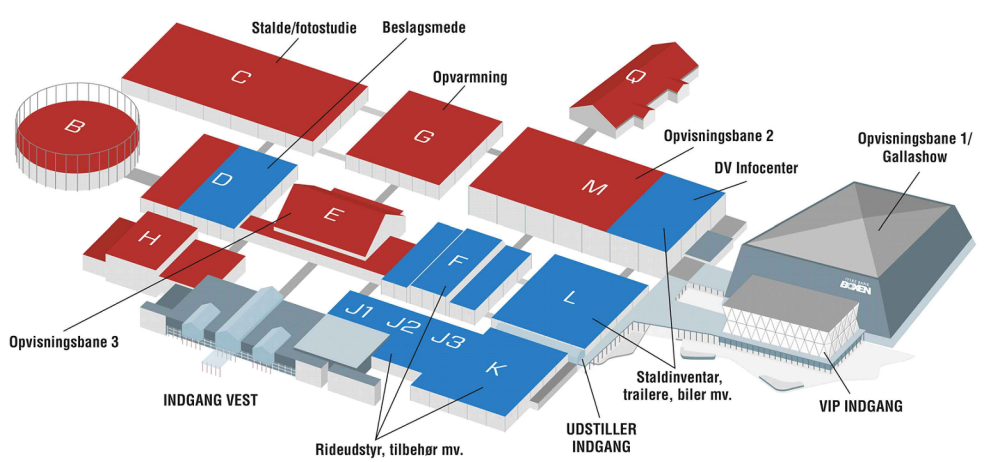 Stalde/fotostudie
Beslagsmede
Opvarmning
C
Q
B
G
Opvisningsbane 2
Opvisningsbane 1/
Gallashow
DV Infocenter
D
M
E
H
F
L
BOXEN
J1 J2 J3
K
Opvisningsbane 3
INDGANG VEST
Staldinventar,
trailere, biler mv.
VIP INDGANG
UDSTILLER
INDGANG
Rideudstyr, tilbehør mv.